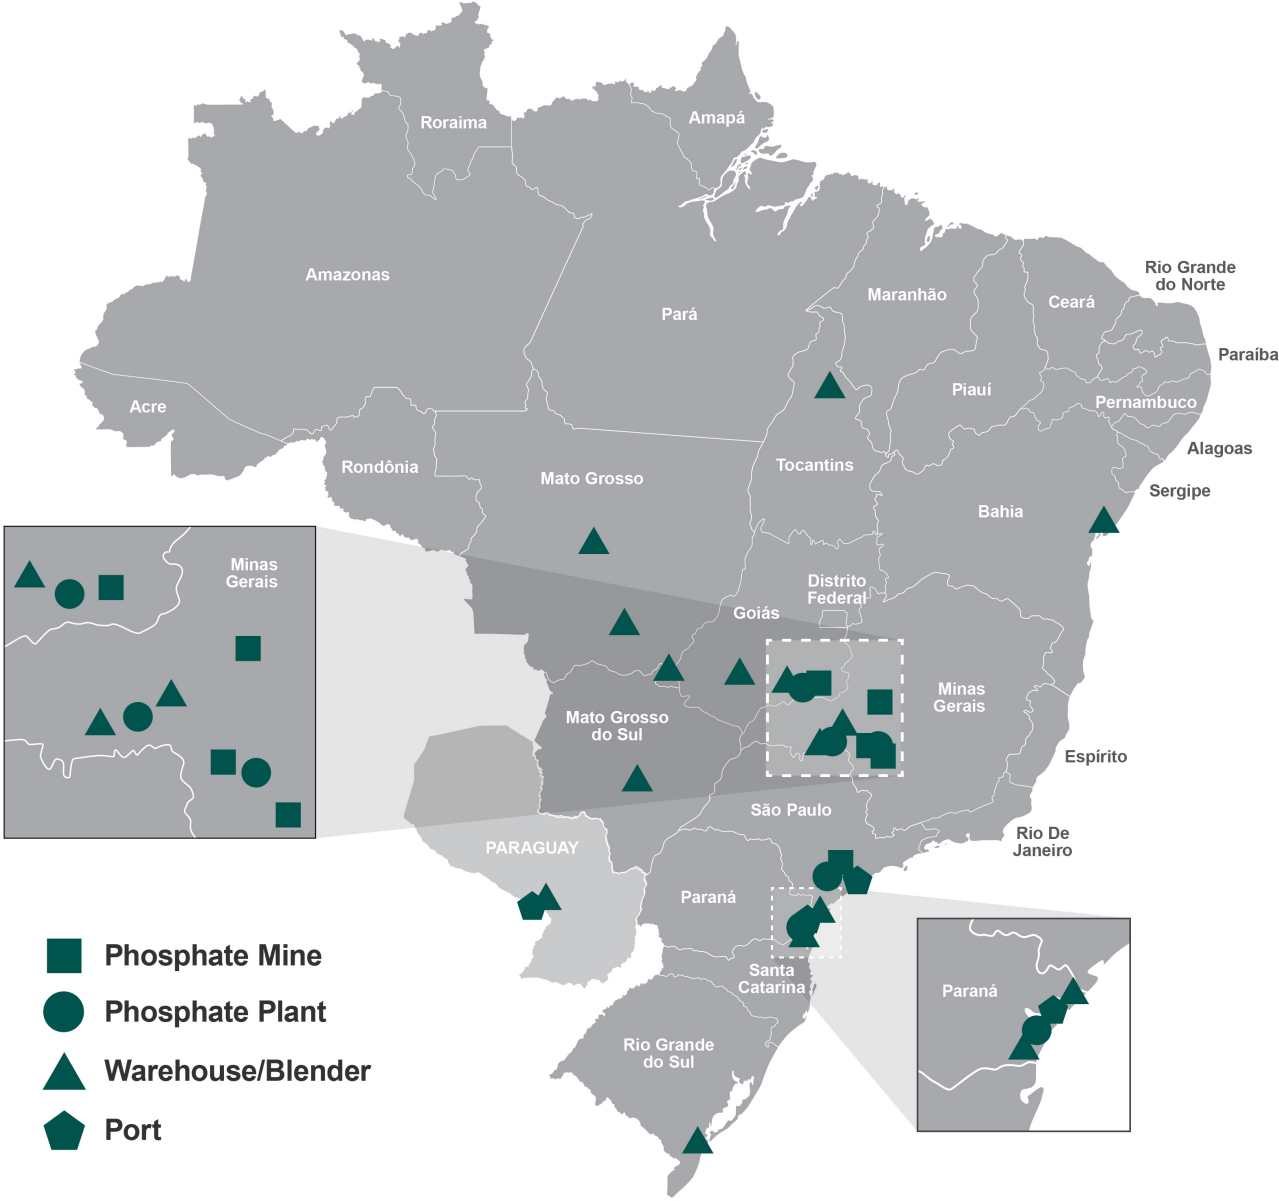 Roraima
Amapá
Amazonas
Pará
Maranhão
Ceará
Rio Grande
do Norte
Paraíba
Piauí
Pernambuco
Acre
Alagoas
Rondônia
Mato Grosso
Tocantins
Sergipe
Bahia
Minas
Gerais
Distrito
Federal
Goiás
Minas
Gerais
Mato Grosso
do Sul
Espírito
São Paulo
Rio De
Janeiro
PARAGUAY
Paraná
Santa
Catarina
Paraná
Rio Grande
do Sul
Phosphate Mine
Phosphate Plant
Warehouse/Blender
Port